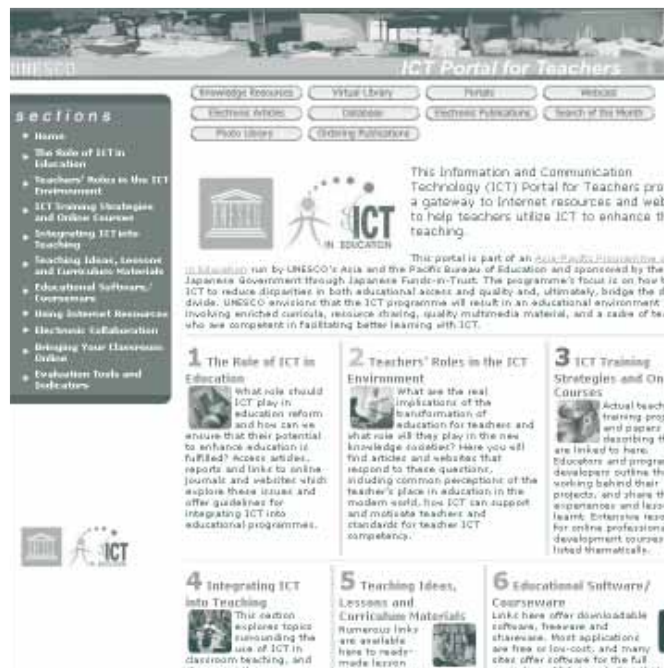 UNESCO
ICT Portal for Teachers
Knowledge Resources
Virtual Library
Portals
Webcast
Electronic Articles
Database
Electronic Publications
Search of the Month
Photo Library
Ordering Publications
sections
Home
The Role of ICT in
Education
Teachers' Roles in the ICT
Environment
ICT Training Strategies
and Online Courses
Integrating ICT into
Teaching
Teaching Ideas, Lessons
and Curriculum Materials
Educational Software/
Courseware
Using Internet Resources
Electronic Collaboration
Bringing Your Classroom
Online
Evaluation Tools and
Indicators
ICT
IN EDUCATION
This Information and Communication
Technology (ICT) Portal for Teachers pro
a gateway to Internet resources and web
to help teachers utilize ICT to enhance th
teaching.
This portal is part of an Asia-Pacific Programme
in Education run by UNESCO's Asia and the Pacific Bureau of Education and sponsored by the
Japanese Government through Japanese Funds-in-Trust. The programme's focus is on how
ICT to reduce disparities in both educational access and quality and, ultimately, bridge the d
divide. UNESCO envisions that the ICT programme will result in an educational environment
involving enriched curricula, resource sharing, quality multimedia material, and a cadre of te
who are competent in facilitating better learning with ICT.
1 The Role of ICT in
Education
What role should
ICT play in
education reform
and how can we
ensure that their potential
to enhance education is
fulfilled? Access articles,
reports and links to online
journals and websites which
explore these issues and
offer guidelines for
integrating ICT into
educational programmes.
2 Teachers' Roles in the ICT
Environment
What are the real
implications of the
transformation of
education for teachers and
what role will they play in the new
knowledge societies? Here you will
find articles and websites that
respond to these questions,
including common perceptions of the
teacher's place in education in the
modern world, how ICT can support
and motivate teachers and
standards for teacher ICT
competency.
3 ICT Training
Strategies and On
Courses
Actual teach
training proj
and papers
describing th
are linked to here.
Educators and program
developers outline th
working behind their
projects, and share th
experiences and lesso
learnt. Extensive reso
for online professiona
development courses
listed thematically.
ICT
4 Integrating ICT
into Teaching
This section
explores topics
surrounding the
use of ICT in
classroom teaching, and
5 Teaching Ideas,
Lessons and
Curriculum Materials
Numerous links
are available
here to ready-
made lesson
6 Educational Software/
Courseware
Links here offer downloadable
software, freeware and
shareware. Most applications
are free or low-cost, and many
sites offer software for the full